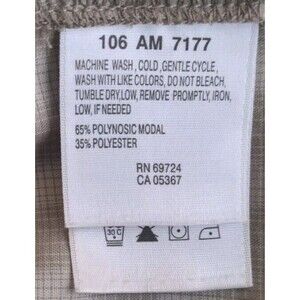 106 AM 7177
MACHINE WASH , COLD ,GENTLE CYCLE ,
WASH WITH LIKE COLORS, DO NOT BLEACH,
TUMBLE DRY,LOW, REMOVE PROMPTLY, IRON,
LOW, IF NEEDED
65% POLYNOSIC MODAL
35% POLYESTER
RN 69724
CA 05367
30°C